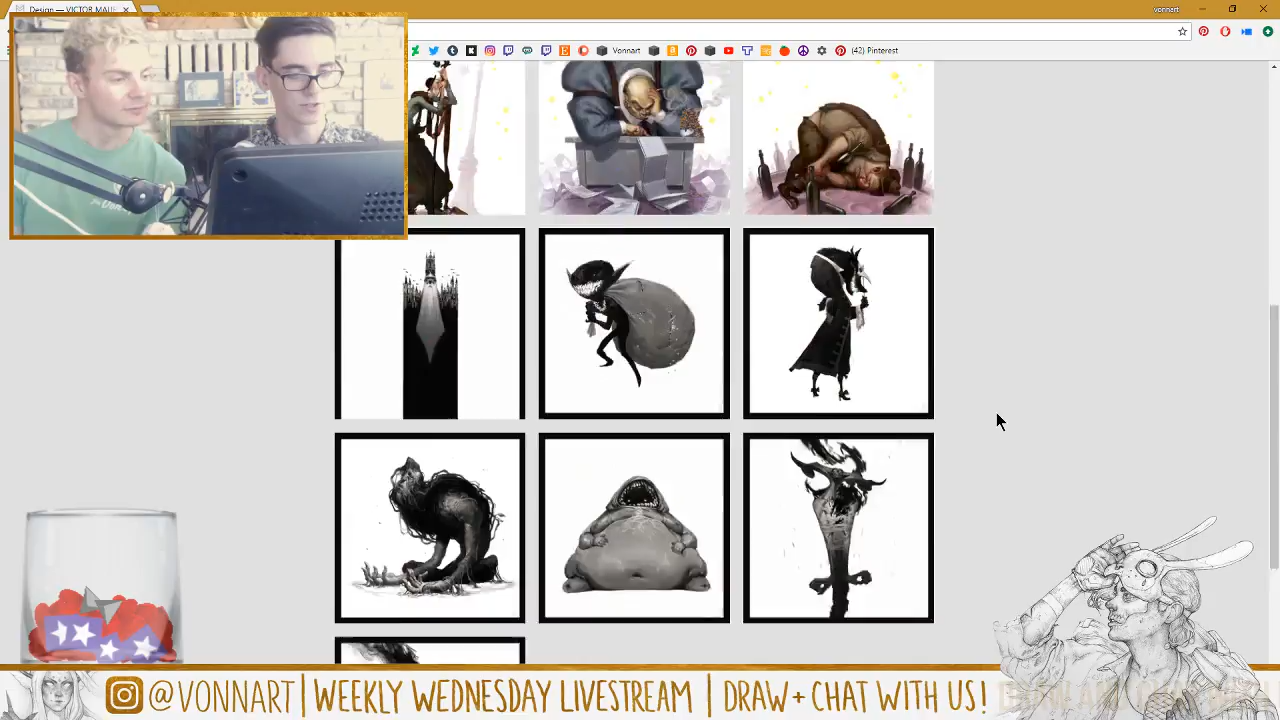 Design — VICTOR MAU
vonnart
Vonnart
(42) Pinterest
@VONNART | WEEKLY WEDNESDAY LIVESTREAM | DRAW + CHAT WITH US!